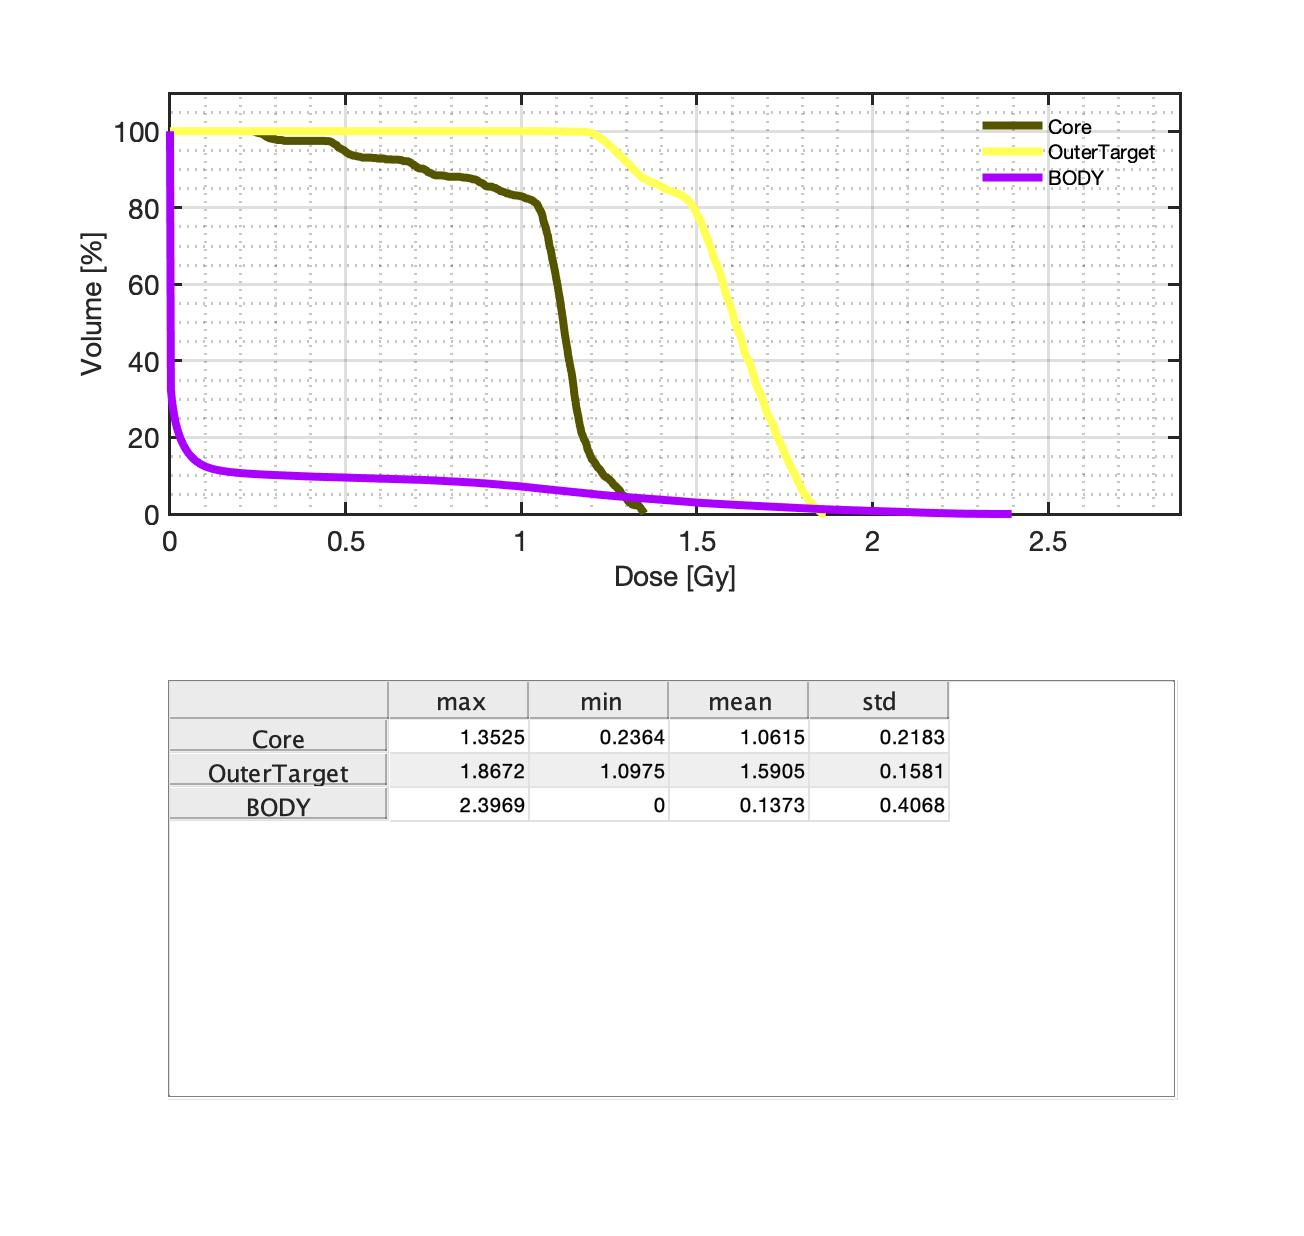 100
80
60
40
20
0
Volume [%]
0 0.5 1 1.5 2 2.5
Dose [Gy]
Core
OuterTarget
BODY
max min mean std
Core 1.3525 0.2364 1.0615 0.2183
OuterTarget 1.8672 1.0975 1.5905 0.1581
BODY 2.3969 0 0.1373 0.4068